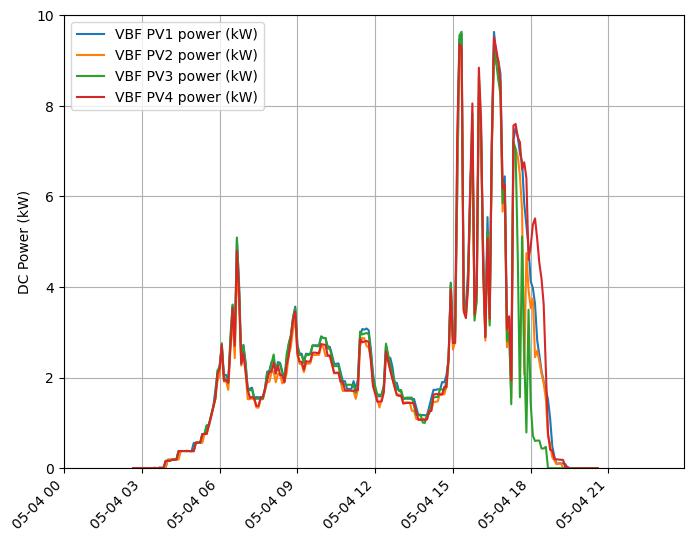 VBF PV1 power (kW)
VBF PV2 power (kW)
VBF PV3 power (kW)
VBF PV4 power (kW)
DC Power (kW)
10
8
6
4
2
0
05-04 00
05-04 03
05-04 06
05-04 09
05-04 12
05-04 15
05-04 18
05-04 21